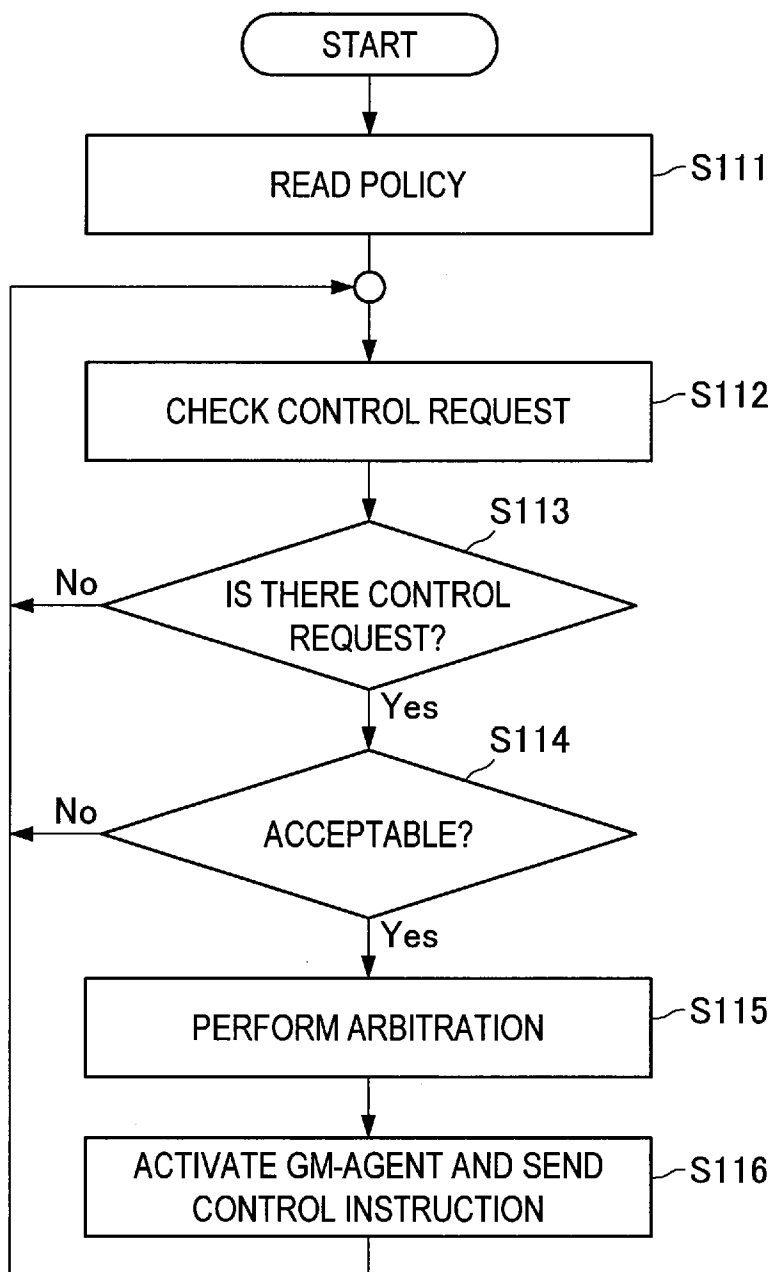 START
READ POLICY
S111
CHECK CONTROL REQUEST
S112
S113
No
IS THERE CONTROL
REQUEST?
Yes
S114
No
ACCEPTABLE?
Yes
PERFORM ARBITRATION
S115
ACTIVATE GM-AGENT AND SEND
CONTROL INSTRUCTION
S116